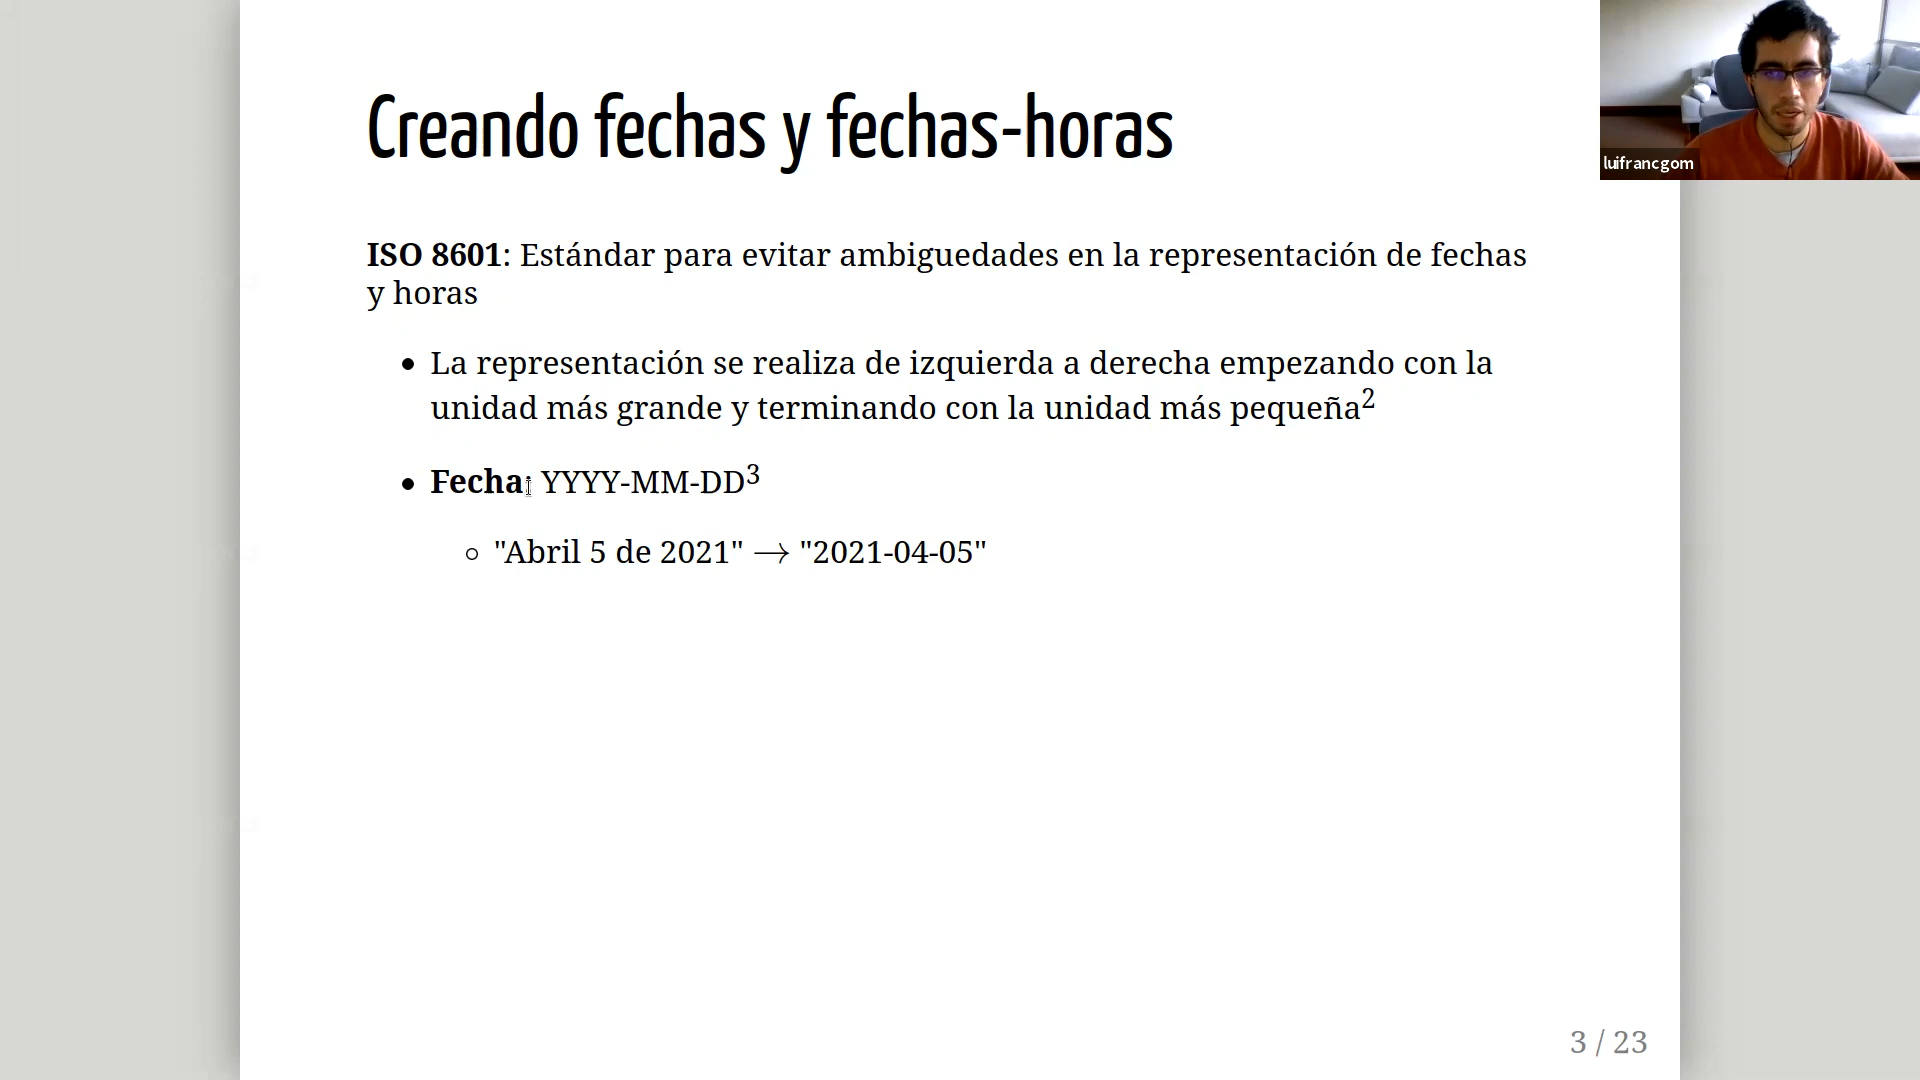 Creando fechas y fechas-horas
luifrancgom
ISO 8601: Estándar para evitar ambiguedades en la representación de fechas
y horas
• La representación se realiza de izquierda a derecha empezando con la
unidad más grande y terminando con la unidad más pequeña2
• Fecha: YYYY-MM-DD3
○ "Abril 5 de 2021" → "2021-04-05"
3 / 23